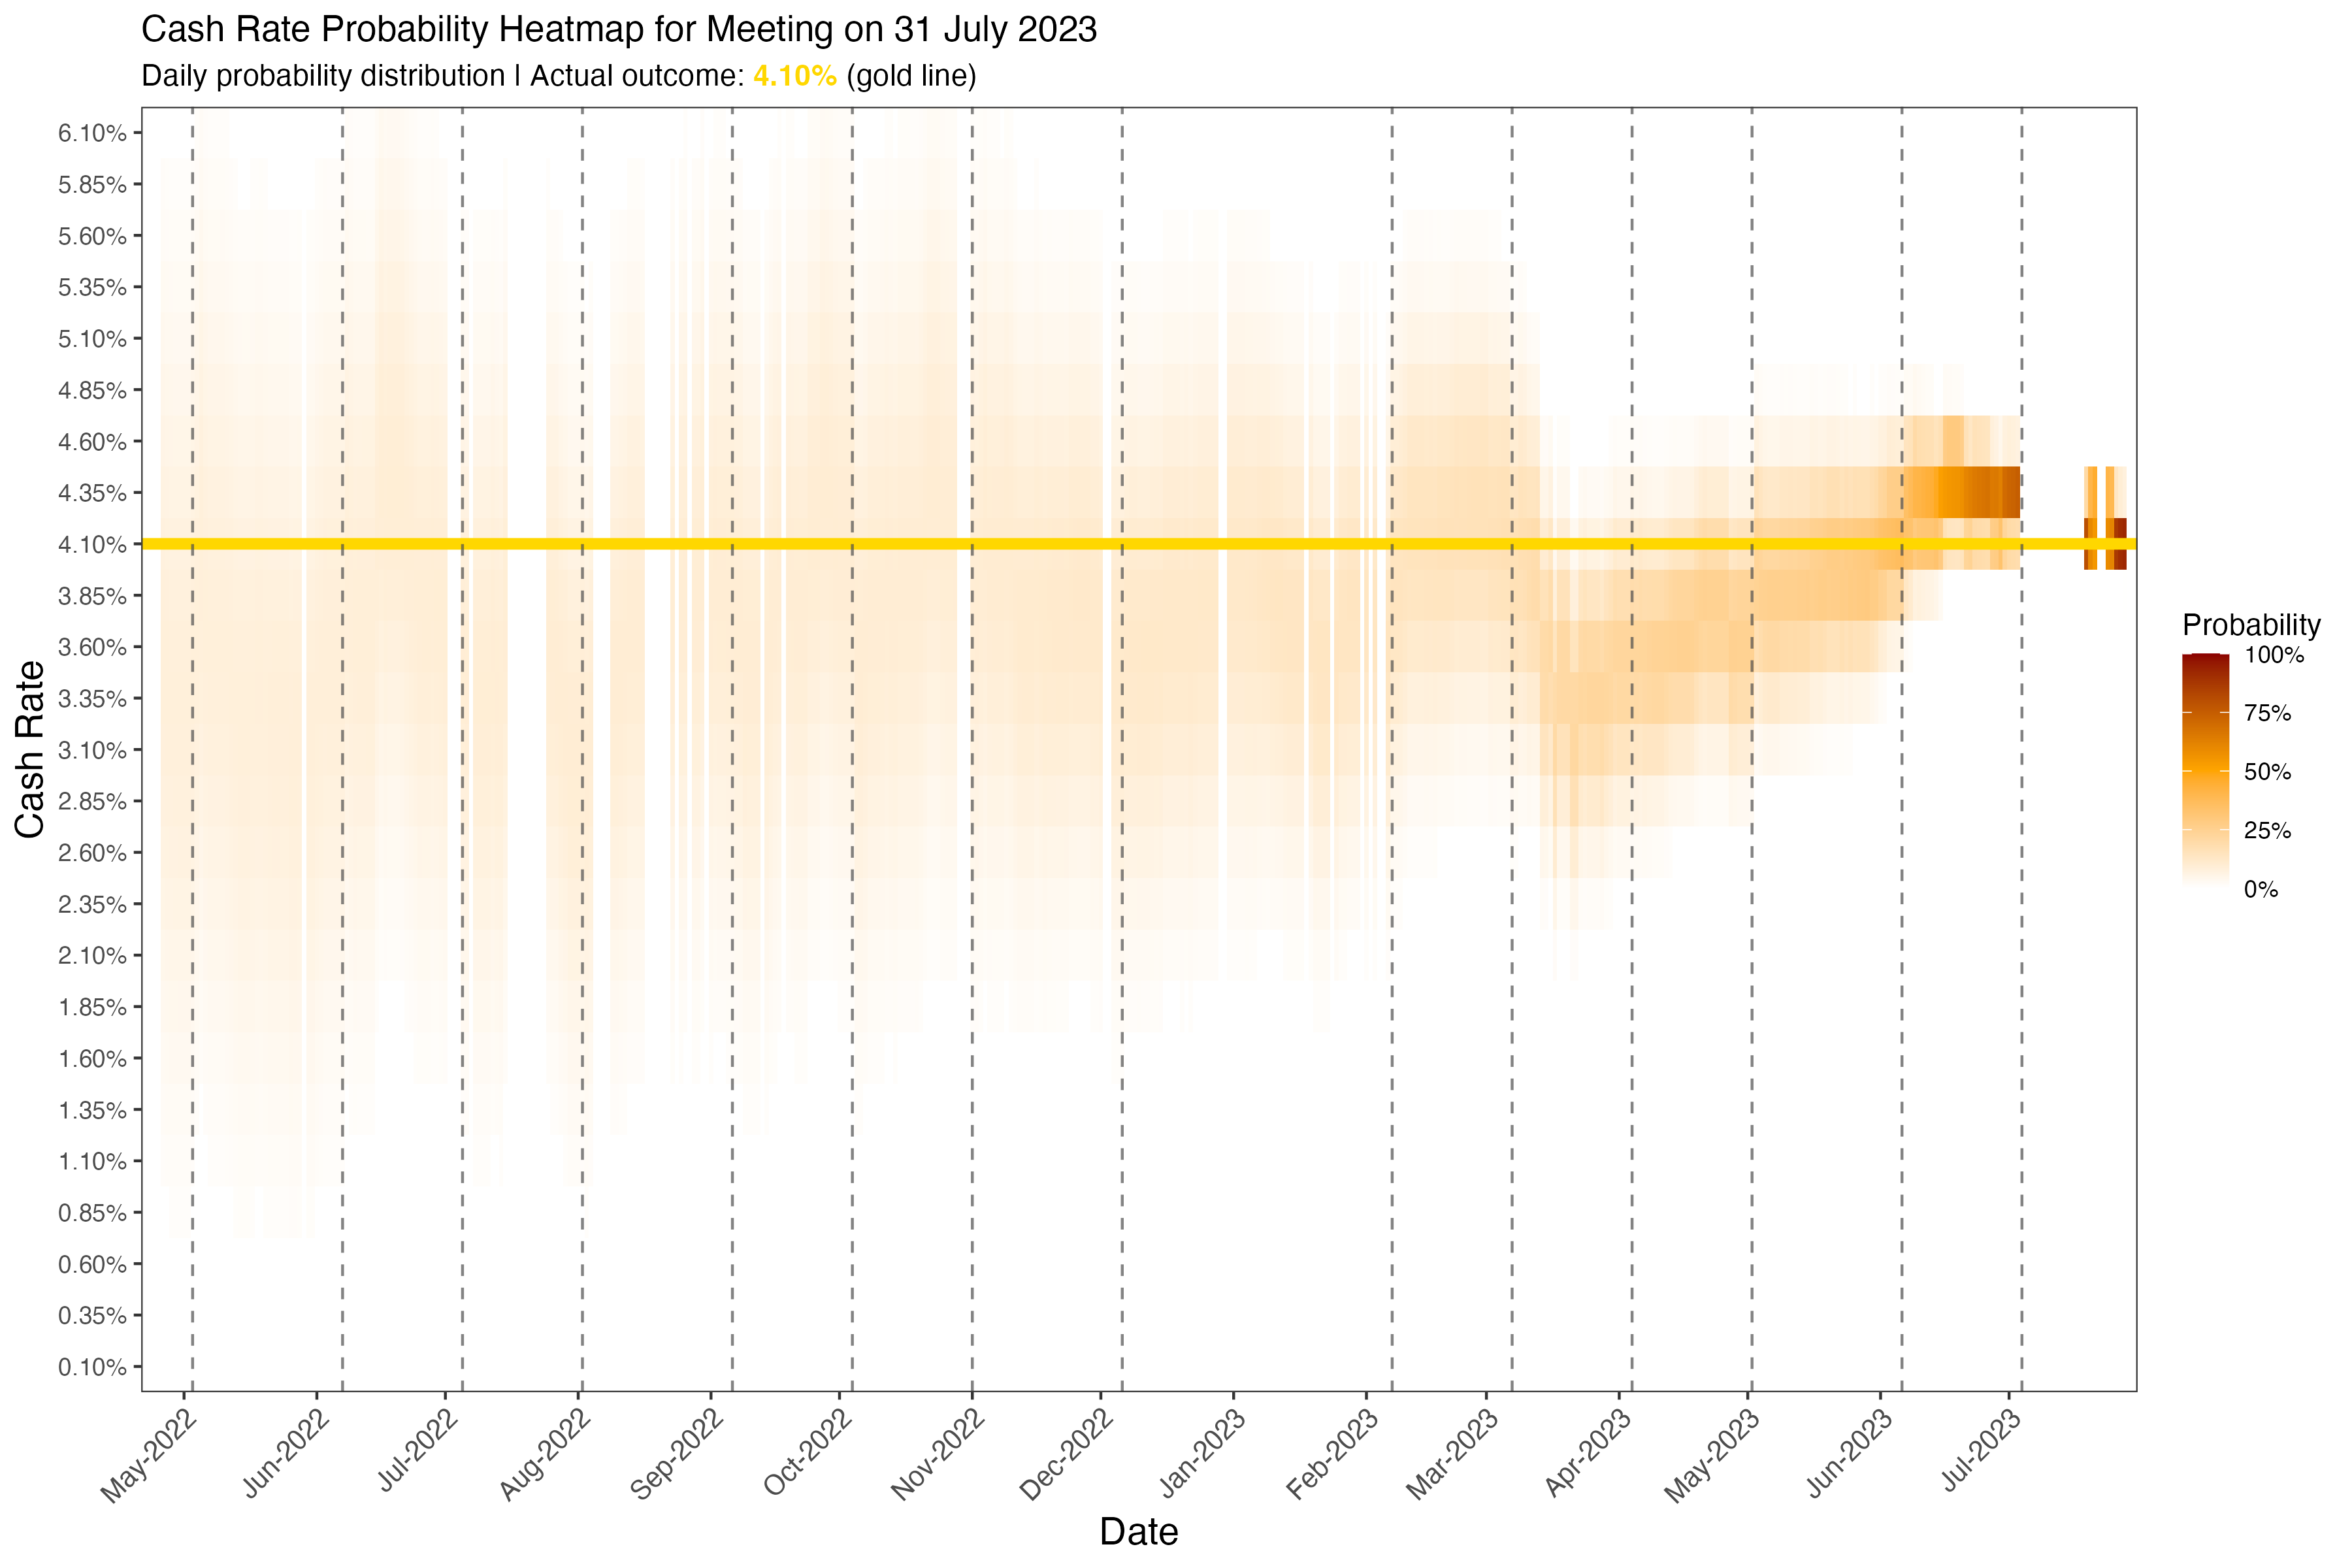 Cash Rate Probability Heatmap for Meeting on 31 July 2023
Daily probability distribution | Actual outcome: 4.10% (gold line)
6.10%
5.85%
5.60%
5.35%
5.10%
4.85%
4.60%
4.35%
4.10%
3.85%
3.60%
3.35%
3.10%
2.85%
2.60%
2.35%
2.10%
1.85%
1.60%
1.35%
1.10%
0.85%
0.60%
0.35%
0.10%
Cash Rate
May-2022
Jun-2022
Jul-2022
Aug-2022
Sep-2022
Oct-2022
Nov-2022
Dec-2022
Jan-2023
Feb-2023
Mar-2023
Apr-2023
May-2023
Jun-2023
Jul-2023
Date
Probability
100%
75%
50%
25%
0%